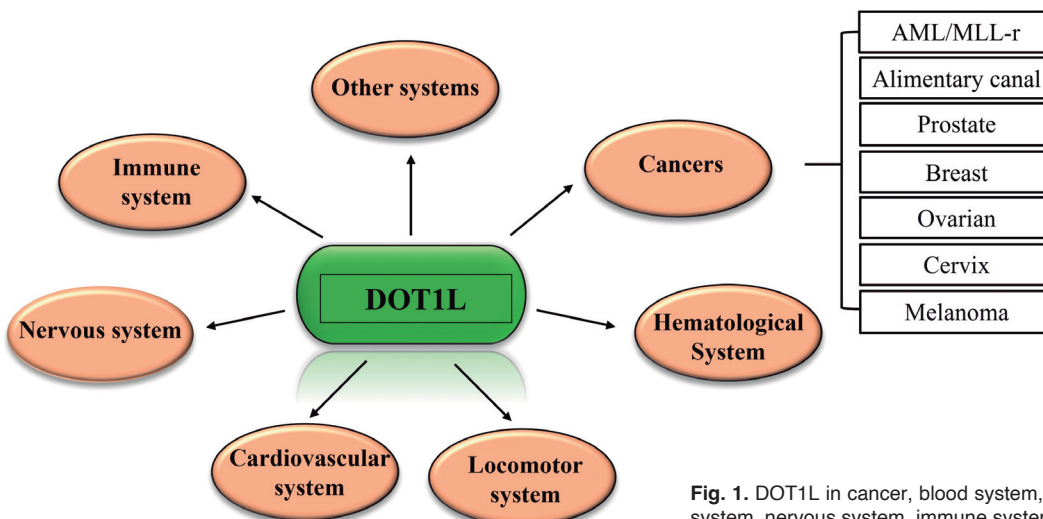 Other systems
Immune
system
Cancers
AML/MLL-r
Alimentary canal
Prostate
Breast
Ovarian
Cervix
Melanoma
DOT1L
Nervous system
Hematological
System
Cardiovascular
system
Locomotor
system
Fig. 1. DOT1L in cancer, blood system,
system, nervous system, immune system